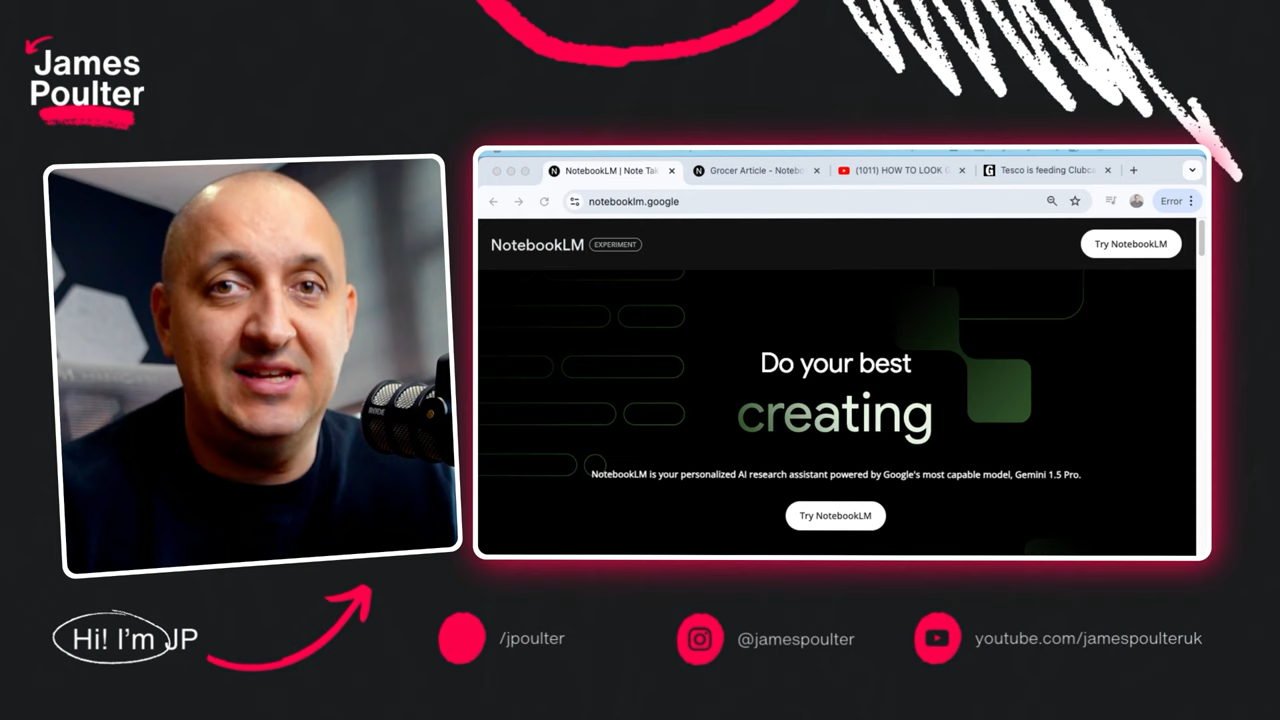 James
Poulter
NotebookLM | Note Tak
Grocer Article - Notebo
(1011) HOW TO LOOK G
Tesco is feeding Clubca
notebooklm.google
Error
NotebookLM EXPERIMENT
Try NotebookLM
Do your best
creating
NotebookLM is your personalized AI research assistant powered by Google's most capable model, Gemini 1.5 Pro.
Try NotebookLM
RØDE
Hi! I'm JP
/jpoulter
@jamespoulter
youtube.com/jamespoulteruk